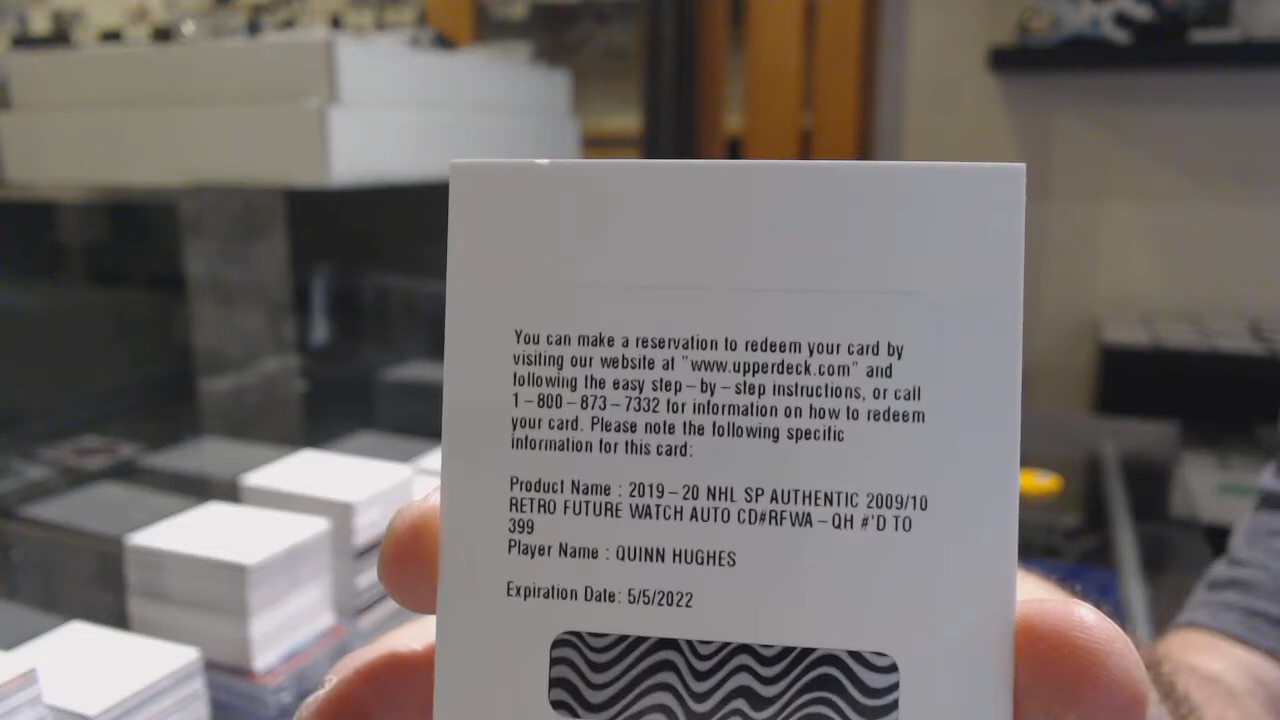 You can make a reservation to redeem your card by
visiting our website at "www.upperdeck.com" and
following the easy step-by-step instructions, or call
1-800-873-7332 for information on how to redeem
your card. Please note the following specific
information for this card:
Product Name : 2019-20 NHL SP AUTHENTIC 2009/10
RETRO FUTURE WATCH AUTO CD#RFWA-QH #'D TO
399
Player Name : QUINN HUGHES
Expiration Date: 5/5/2022